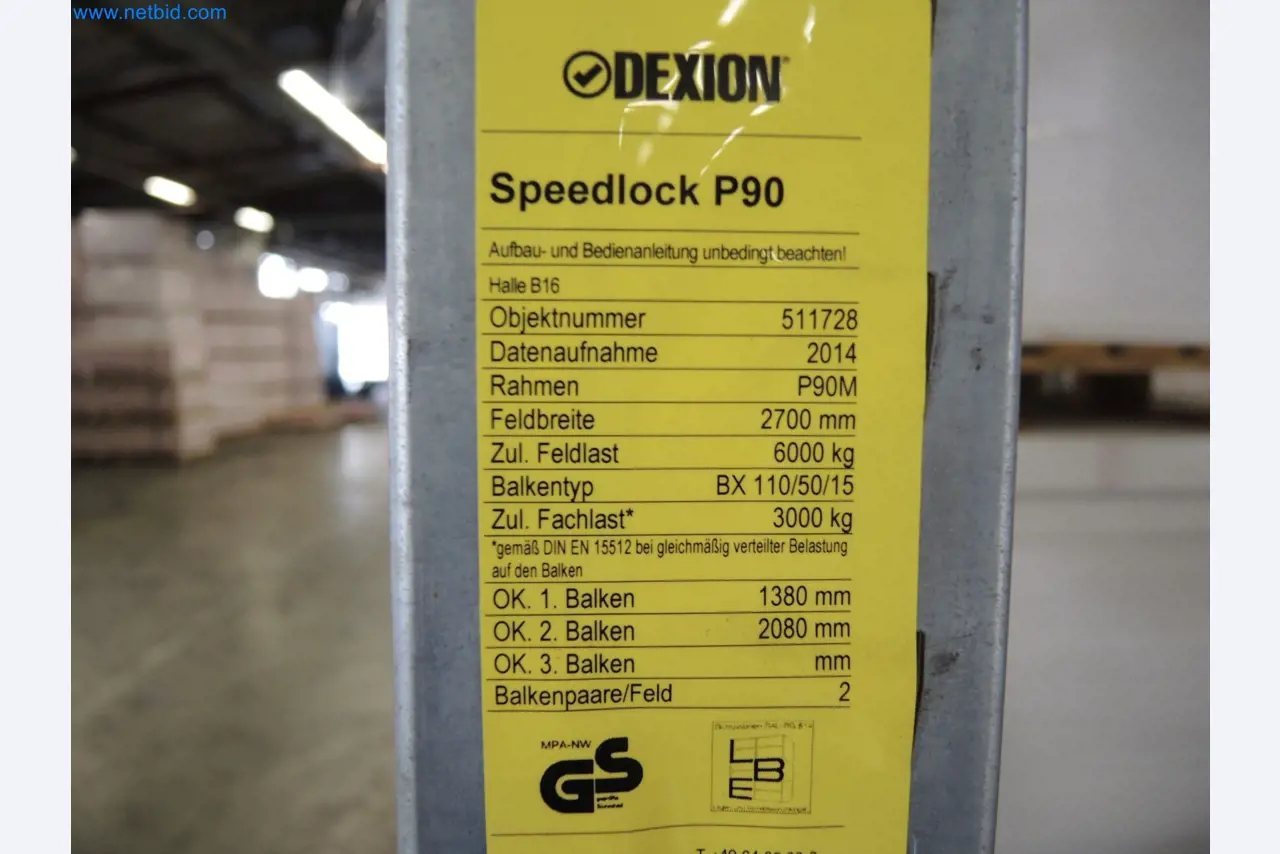 www.netbid.com
DEXION
Speedlock P90
Aufbau- und Bedienanleitung unbedingt beachten!
Halle B16
Objektnummer 511728
Datenaufnahme 2014
Rahmen P90M
Feldbreite 2700 mm
Zul. Feldlast 6000 kg
Balkentyp BX 110/50/15
Zul. Fachlast* 3000 kg
*gemäß DIN EN 15512 bei gleichmäßig verteilter Belastung
auf den Balken
OK. 1. Balken 1380 mm
OK. 2. Balken 2080 mm
OK. 3. Balken mm
Balkenpaare/Feld 2
MPA-NW
GS
geprüfte
Sicherheit
L
B
E